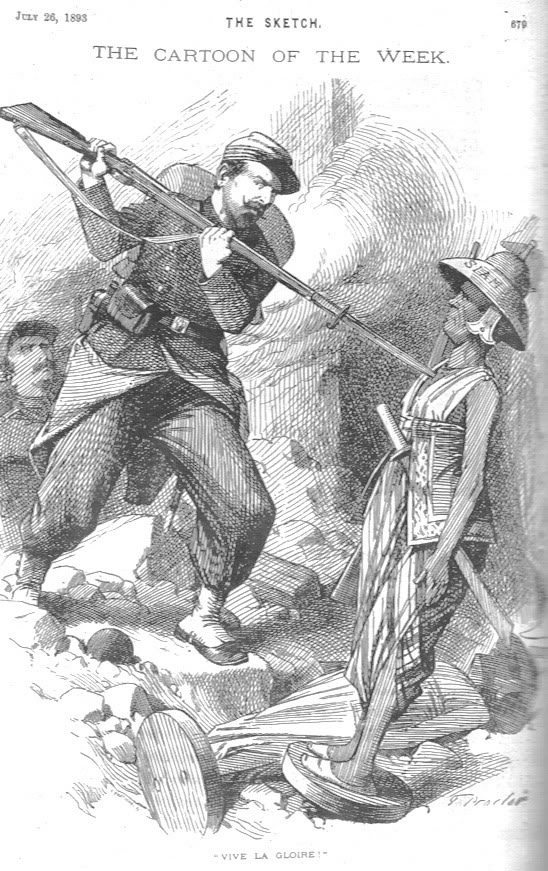 JULY 26, 1893
THE SKETCH.
679
THE CARTOON OF THE WEEK.
SIAM
"VIVE LA GLOIRE!"